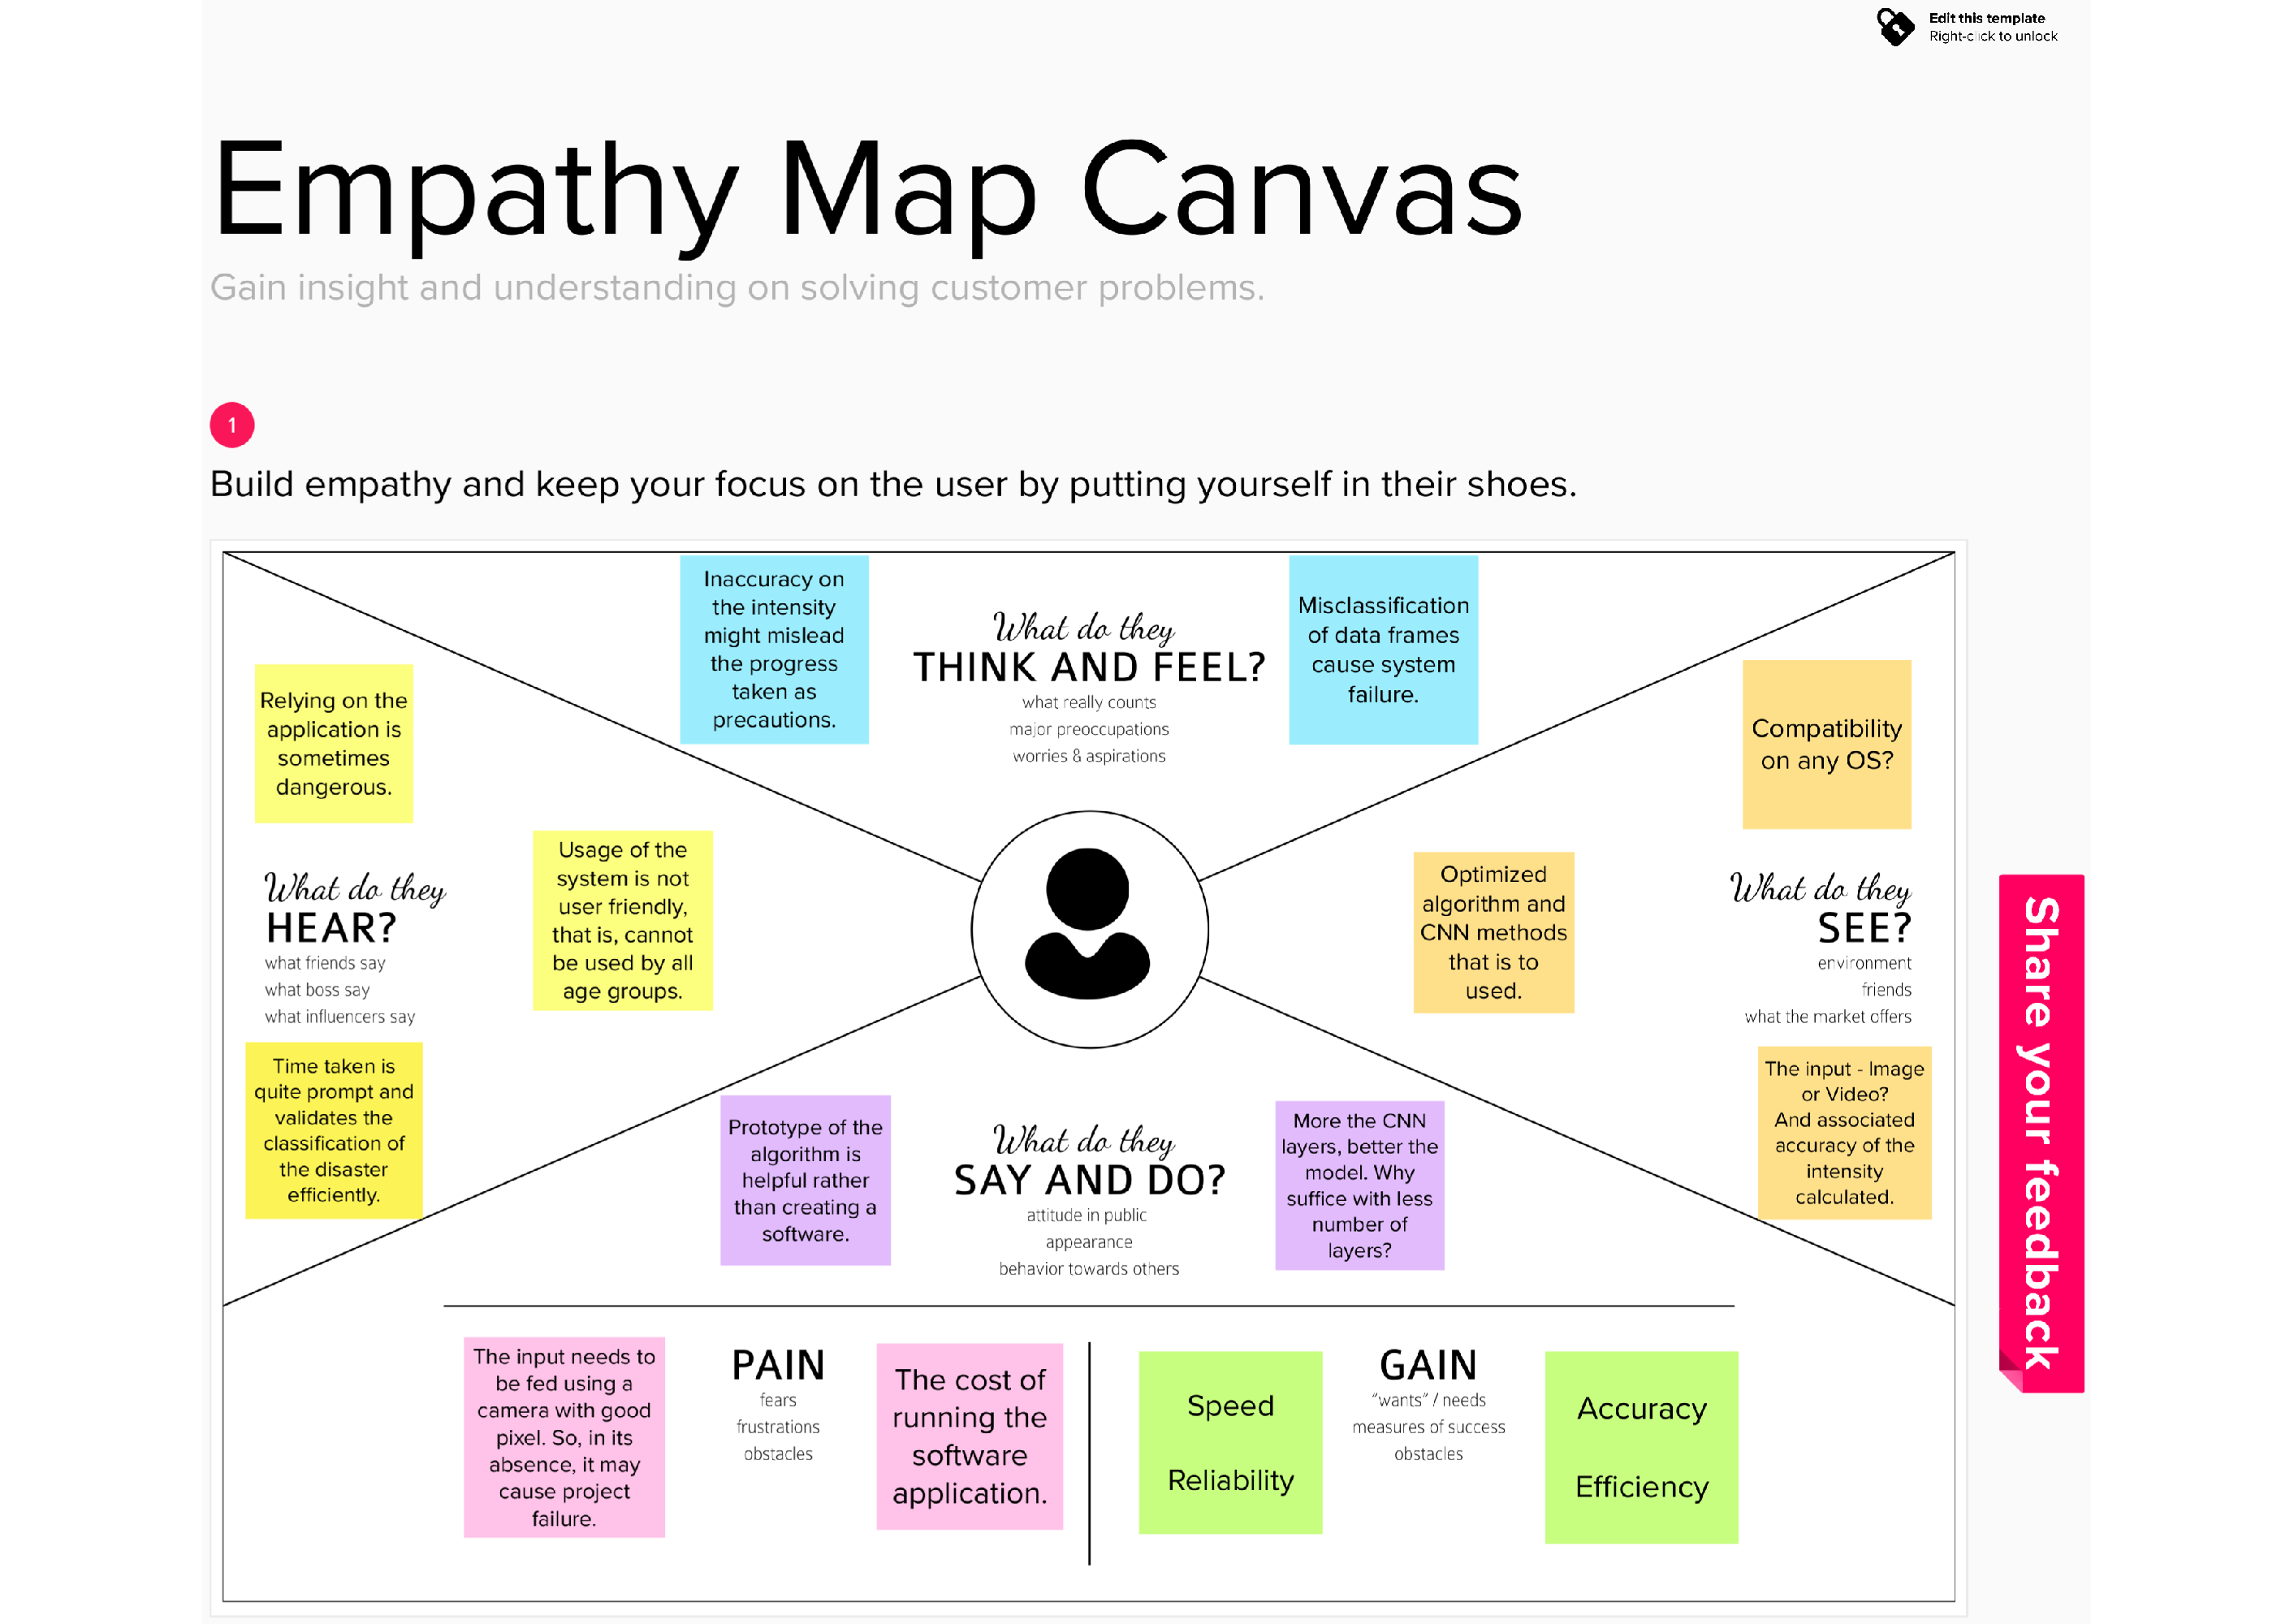 Edit this template
Right-click to unlock
Empathy Map Canvas
Gain insight and understanding on solving customer problems.
1
Build empathy and keep your focus on the user by putting yourself in their shoes.
Inaccuracy on
the intensity
might mislead
the progress
taken as
precautions.
What do they
THINK AND FEEL?
what really counts
major preoccupations
worries & aspirations
Misclassification
of data frames
cause system
failure.
Relying on the
application is
sometimes
dangerous.
Compatibility
on any OS?
What do they
HEAR?
what friends say
what boss say
what influencers say
Usage of the
system is not
user friendly,
that is, cannot
be used by all
age groups.
Optimized
algorithm and
CNN methods
that is to
used.
What do they
SEE?
environment
friends
what the market offers
Share your feedback
Time taken is
quite prompt and
validates the
classification of
the disaster
efficiently.
Prototype of the
algorithm is
helpful rather
than creating a
software.
What do they
SAY AND DO?
attitude in public
appearance
behavior towards others
More the CNN
layers, better the
model. Why
suffice with less
number of
layers?
The input - Image
or Video?
And associated
accuracy of the
intensity
calculated.
The input needs to
be fed using a
camera with good
pixel. So, in its
absence, it may
cause project
failure.
PAIN
fears
frustrations
obstacles
The cost of
running the
software
application.
Speed
Reliability
GAIN
"wants" / needs
measures of success
obstacles
Accuracy
Efficiency